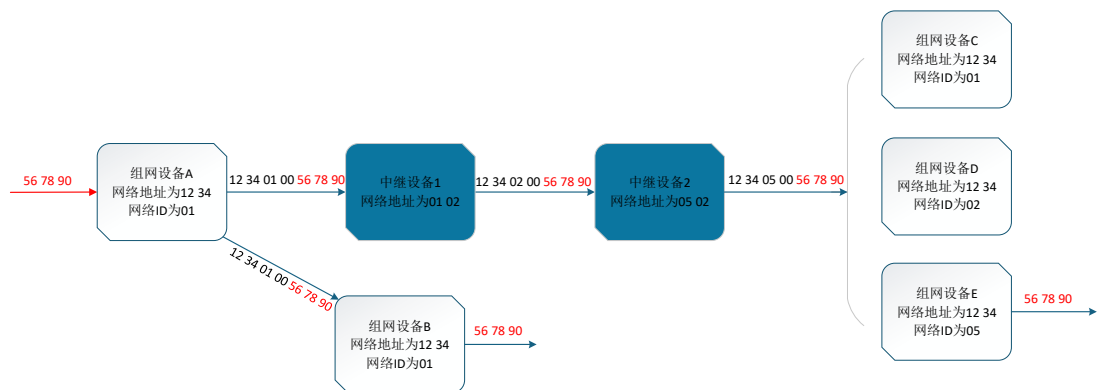 组网设备C
网络地址为12 34
网络ID为01
56 78 90
组网设备A
网络地址为12 34
网络ID为01
12 34 01 00 56 78 90
中继设备1
网络地址为01 02
12 34 02 00 56 78 90
中继设备2
网络地址为05 02
12 34 05 00 56 78 90
组网设备D
网络地址为12 34
网络ID为02
12 34 01 00 56 78 90
组网设备B
网络地址为12 34
网络ID为01
56 78 90
组网设备E
网络地址为12 34
网络ID为05
56 78 90